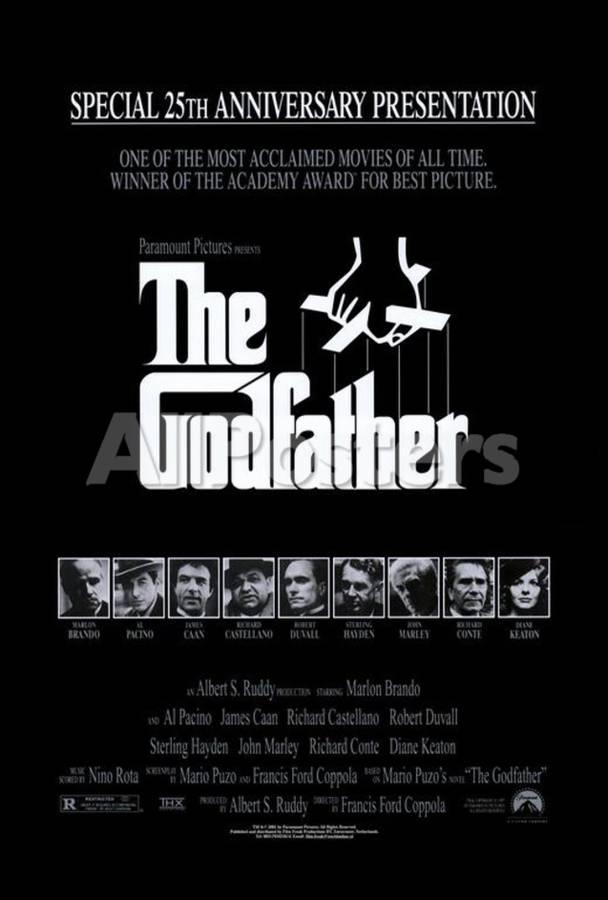 SPECIAL 25TH ANNIVERSARY PRESENTATION
ONE OF THE MOST ACCLAIMED MOVIES OF ALL TIME.
WINNER OF THE ACADEMY AWARD FOR BEST PICTURE.
Paramount Pictures PRESENTS
The
Godfather
AllPosters
MARLON BRANDO
AL PACINO
JAMES CAAN
RICHARD CASTELLANO
ROBERT DUVALL
STERLING HAYDEN
JOHN MARLEY
RICHARD CONTE
DIANE KEATON
AN Albert S. Ruddy PRODUCTION STARRING Marlon Brando
AND Al Pacino James Caan Richard Castellano Robert Duvall
Sterling Hayden John Marley Richard Conte Diane Keaton
MUSIC SCORED BY Nino Rota SCREENPLAY BY Mario Puzo AND Francis Ford Coppola BASED ON Mario Puzo's NOVEL "The Godfather"
R RESTRICTED THX PRODUCED BY Albert S. Ruddy DIRECTED BY Francis Ford Coppola Paramount